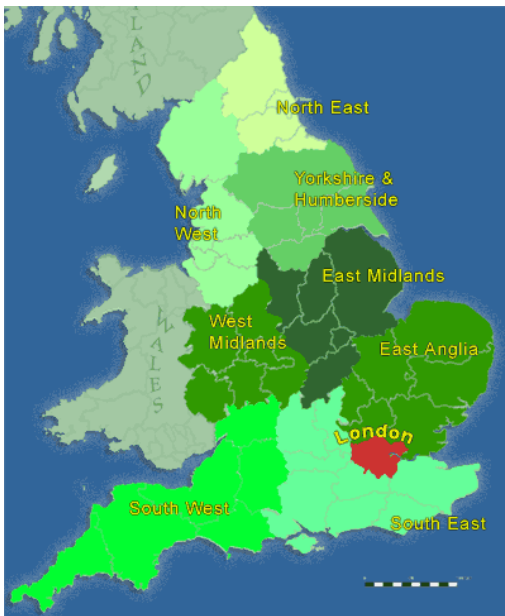 LAND
North East
Yorkshire &
Humberside
North
West
East Midlands
WALES
West
Midlands
East Anglia
London
South West
South East